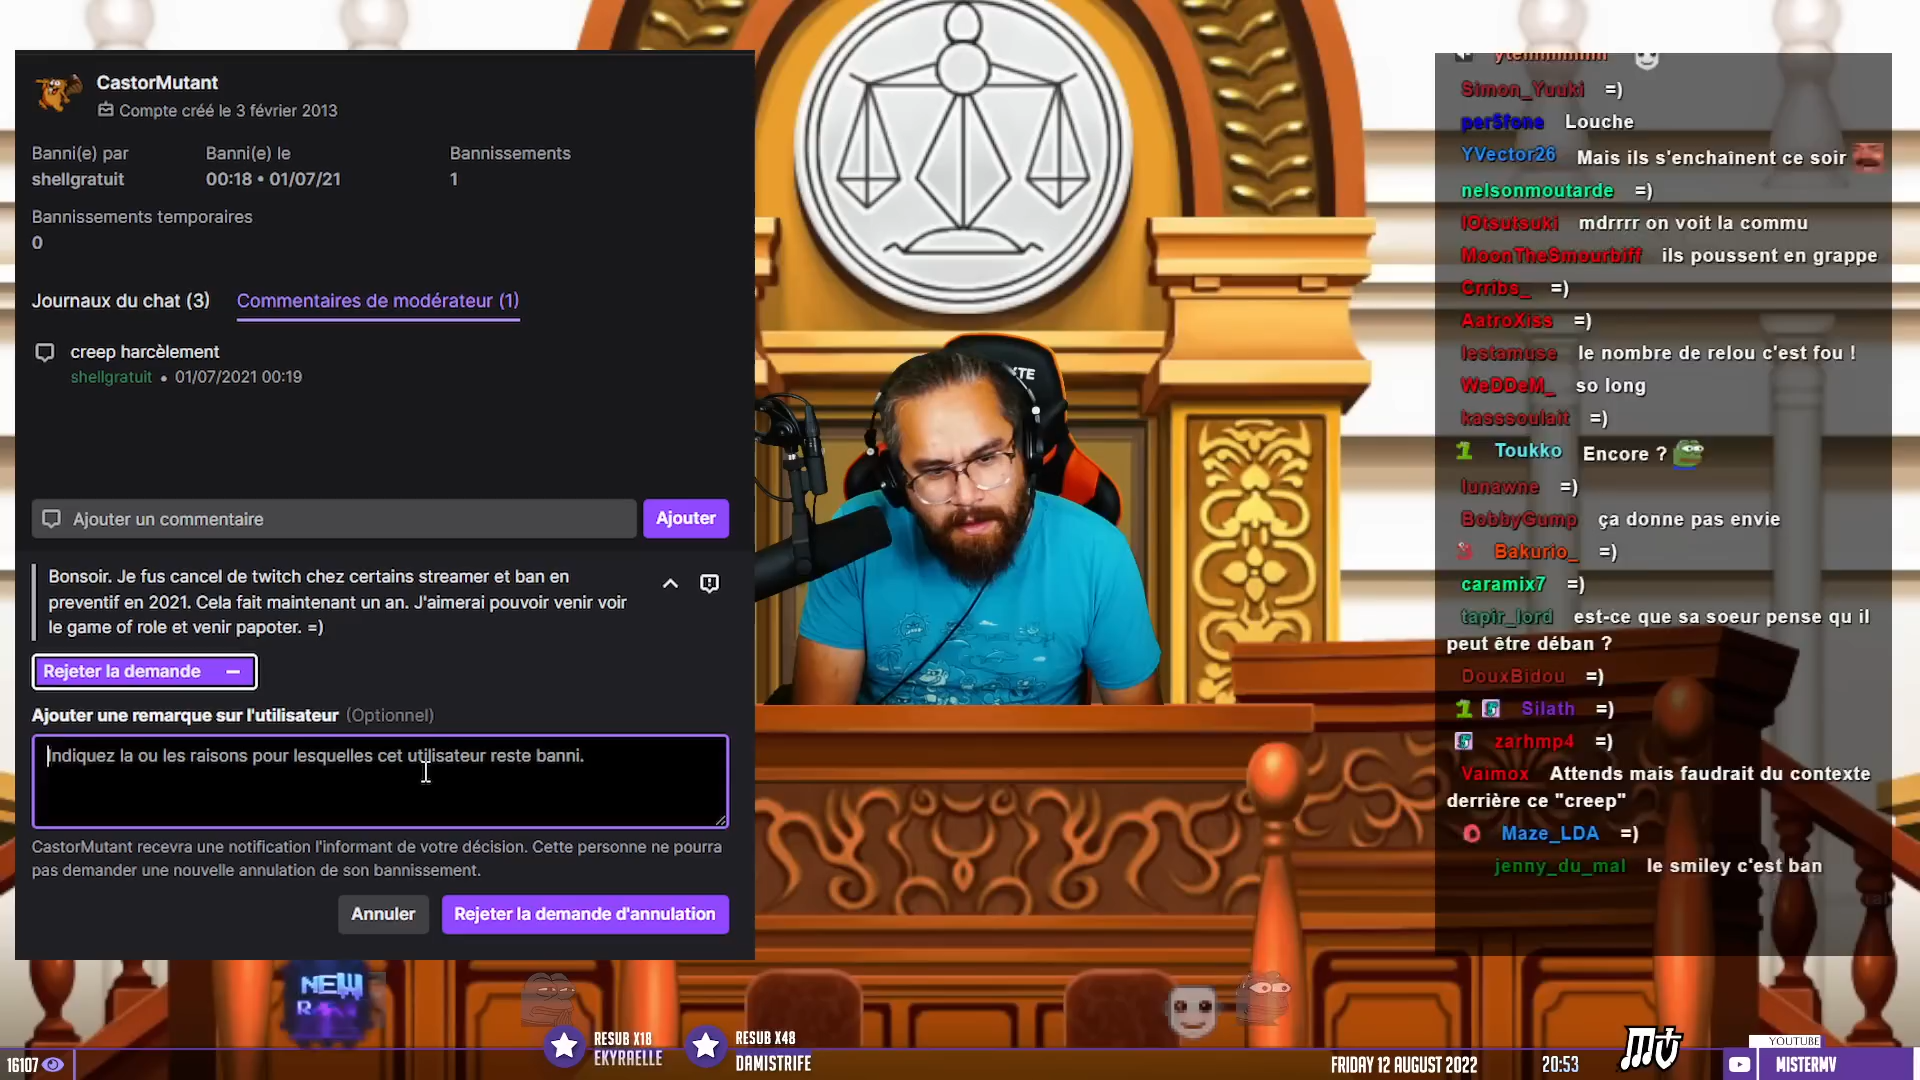 CastorMutant
Compte créé le 3 février 2013
Banni(e) par
Banni(e) le
Bannissements
shellgratuit
00:18 • 01/07/21
1
Bannissements temporaires
0
Journaux du chat (3)
Commentaires de modérateur (1)
creep harcèlement
shellgratuit • 01/07/2021 00:19
Ajouter un commentaire
Ajouter
Bonsoir. Je fus cancel de twitch chez certains streamer et ban en
preventif en 2021. Cela fait maintenant un an. J'aimerai pouvoir venir voir
le game of role et venir papoter. =)
Rejeter la demande
Ajouter une remarque sur l'utilisateur (Optionnel)
Indiquez la ou les raisons pour lesquelles cet utilisateur reste banni.
CastorMutant recevra une notification l'informant de votre décision. Cette personne ne pourra
pas demander une nouvelle annulation de son bannissement.
Annuler
Rejeter la demande d'annulation
Simon_Yuuki =)
per5fone Louche
YVector26 Mais ils s'enchaînent ce soir
nelsonmoutarde =)
IOtsutsuki mdrrrr on voit la commu
MoonTheSmourbiff ils poussent en grappe
Crribs_ =)
AatroXiss =)
lestamuse le nombre de relou c'est fou !
WeDDeM_ so long
kasssoulait =)
Toukko Encore ?
lunawne =)
BobbyGump ça donne pas envie
Bakurio_ =)
caramix7 =)
tapir_lord est-ce que sa soeur pense qu il
peut être déban ?
DouxBidou =)
Silath =)
zarhmp4 =)
Vaimox Attends mais faudrait du contexte
derrière ce "creep"
Maze_LDA =)
jenny_du_mal le smiley c'est ban
NEW
16107
RESUB X18
EKYRAELLE
RESUB X48
DAMISTRIFE
FRIDAY 12 AUGUST 2022
20:53
MV
YOUTUBE
MISTERMV